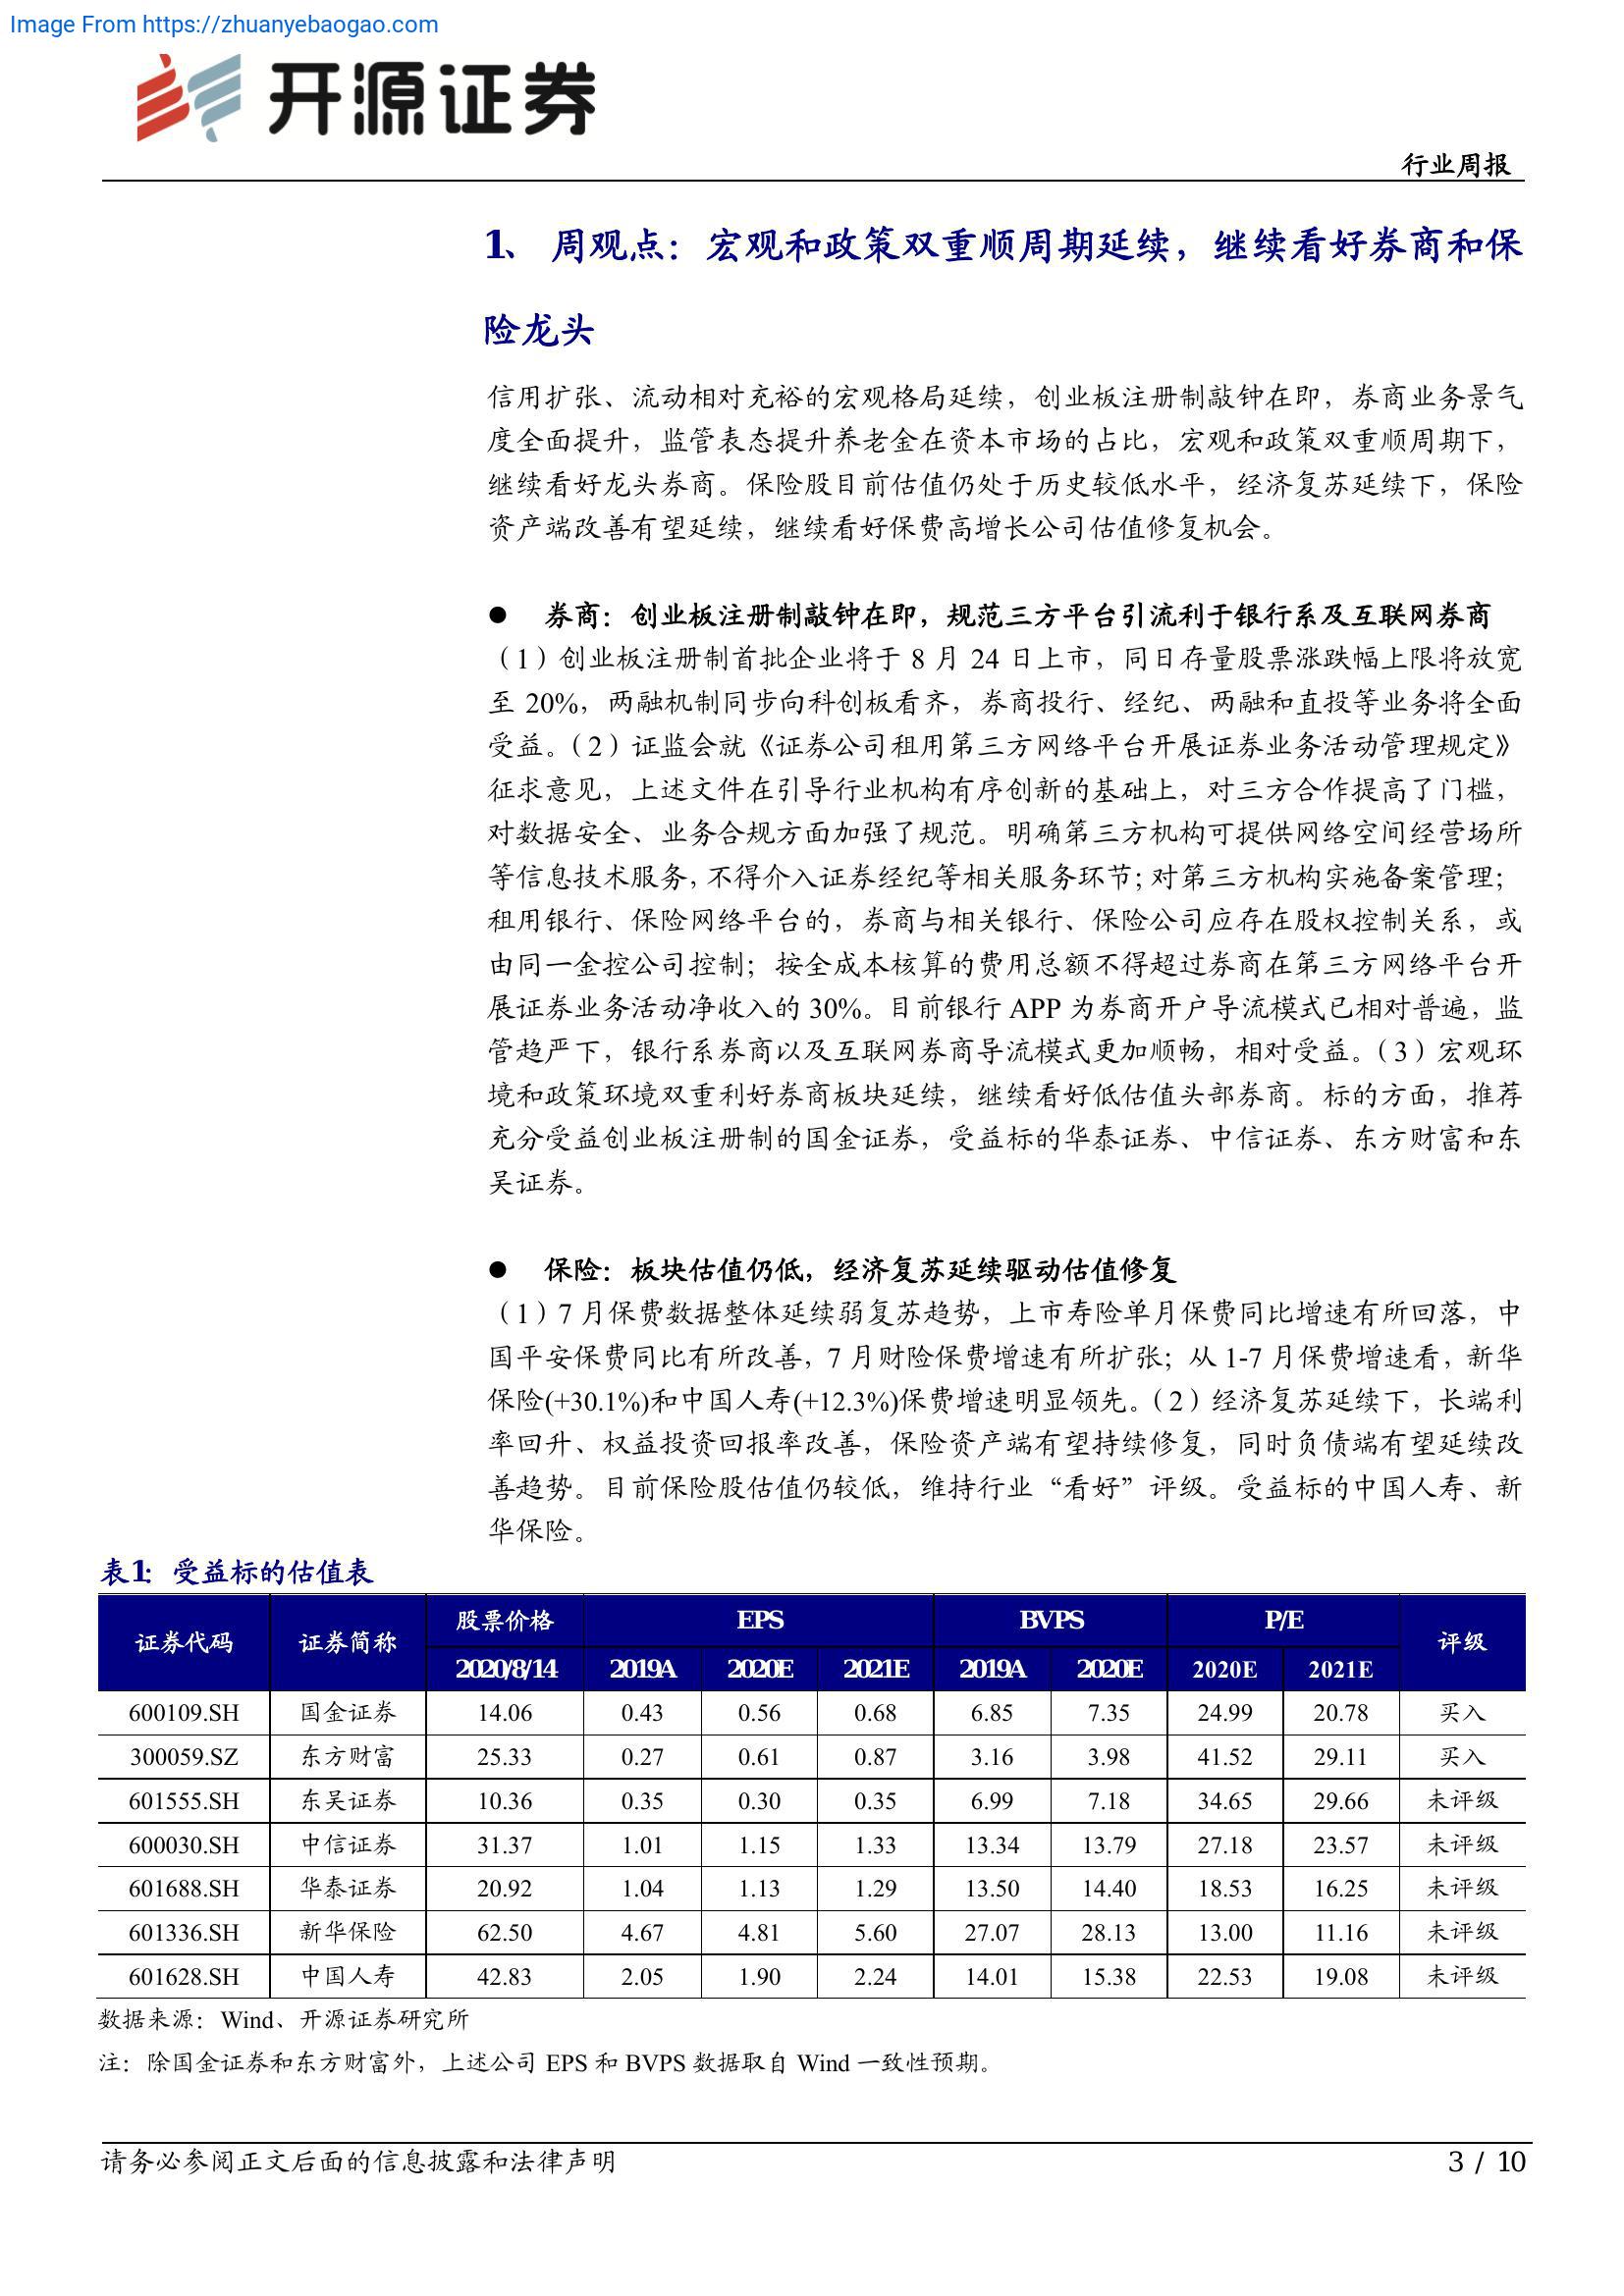 Image From https://zhuanyebaogao.com
开源证券
行业周报
1、 周观点：宏观和政策双重顺周期延续，继续看好券商和保
险龙头
信用扩张、流动相对充裕的宏观格局延续，创业板注册制敲钟在即，券商业务景气
度全面提升，监管表态提升养老金在资本市场的占比，宏观和政策双重顺周期下，
继续看好龙头券商。保险股目前估值仍处于历史较低水平，经济复苏延续下，保险
资产端改善有望延续，继续看好保费高增长公司估值修复机会。
● 券商：创业板注册制敲钟在即，规范三方平台引流利于银行系及互联网券商
（1）创业板注册制首批企业将于 8 月 24 日上市，同日存量股票涨跌幅上限将放宽
至 20%，两融机制同步向科创板看齐，券商投行、经纪、两融和直投等业务将全面
受益。（2）证监会就《证券公司租用第三方网络平台开展证券业务活动管理规定》
征求意见，上述文件在引导行业机构有序创新的基础上，对三方合作提高了门槛，
对数据安全、业务合规方面加强了规范。明确第三方机构可提供网络空间经营场所
等信息技术服务，不得介入证券经纪等相关服务环节；对第三方机构实施备案管理；
租用银行、保险网络平台的，券商与相关银行、保险公司应存在股权控制关系，或
由同一金控公司控制；按全成本核算的费用总额不得超过券商在第三方网络平台开
展证券业务活动净收入的 30%。目前银行 APP 为券商开户导流模式已相对普遍，监
管趋严下，银行系券商以及互联网券商导流模式更加顺畅，相对受益。（3）宏观环
境和政策环境双重利好券商板块延续，继续看好低估值头部券商。标的方面，推荐
充分受益创业板注册制的国金证券，受益标的华泰证券、中信证券、东方财富和东
吴证券。
● 保险：板块估值仍低，经济复苏延续驱动估值修复
（1）7 月保费数据整体延续弱复苏趋势，上市寿险单月保费同比增速有所回落，中
国平安保费同比有所改善，7 月财险保费增速有所扩张；从 1-7 月保费增速看，新华
保险(+30.1%)和中国人寿(+12.3%)保费增速明显领先。（2）经济复苏延续下，长端利
率回升、权益投资回报率改善，保险资产端有望持续修复，同时负债端有望延续改
善趋势。目前保险股估值仍较低，维持行业“看好”评级。受益标的中国人寿、新
华保险。
表1： 受益标的估值表
证券代码 证券简称 股票价格 EPS BVPS P/E 评级
2020/8/14 2019A 2020E 2021E 2019A 2020E 2020E 2021E
600109.SH 国金证券 14.06 0.43 0.56 0.68 6.85 7.35 24.99 20.78 买入
300059.SZ 东方财富 25.33 0.27 0.61 0.87 3.16 3.98 41.52 29.11 买入
601555.SH 东吴证券 10.36 0.35 0.30 0.35 6.99 7.18 34.65 29.66 未评级
600030.SH 中信证券 31.37 1.01 1.15 1.33 13.34 13.79 27.18 23.57 未评级
601688.SH 华泰证券 20.92 1.04 1.13 1.29 13.50 14.40 18.53 16.25 未评级
601336.SH 新华保险 62.50 4.67 4.81 5.60 27.07 28.13 13.00 11.16 未评级
601628.SH 中国人寿 42.83 2.05 1.90 2.24 14.01 15.38 22.53 19.08 未评级
数据来源：Wind、开源证券研究所
注：除国金证券和东方财富外，上述公司 EPS 和 BVPS 数据取自 Wind 一致性预期。
请务必参阅正文后面的信息披露和法律声明
3 / 10